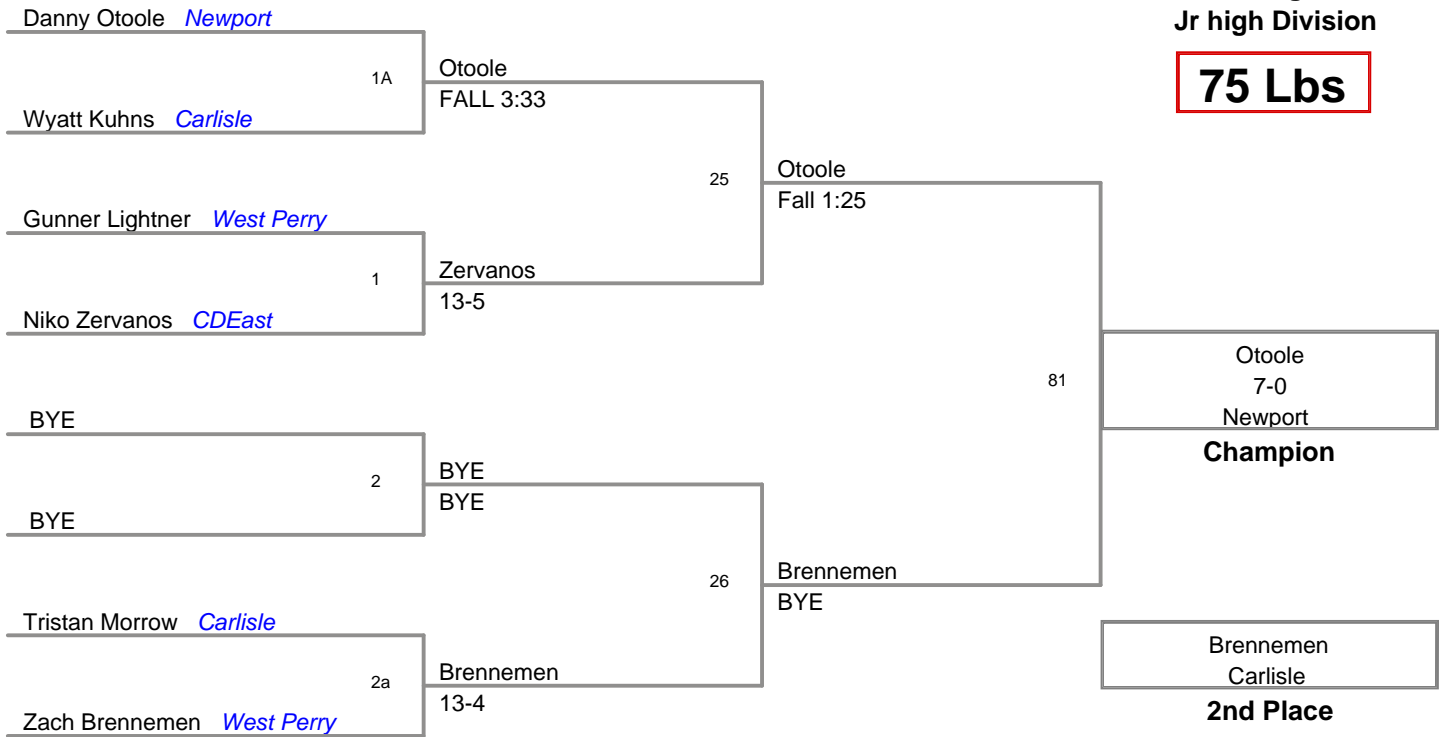 Jr high Division
75 Lbs
Danny Otoole Newport
1A
Otoole
FALL 3:33
Wyatt Kuhns Carlisle
25
Otoole
Fall 1:25
Gunner Lightner West Perry
1
Zervanos
13-5
Niko Zervanos CDEast
81
Otoole
7-0
Newport
Champion
BYE
2
BYE
BYE
BYE
26
Brennemen
BYE
Tristan Morrow Carlisle
2a
Brennemen
13-4
Zach Brennemen West Perry
Brennemen
Carlisle
2nd Place